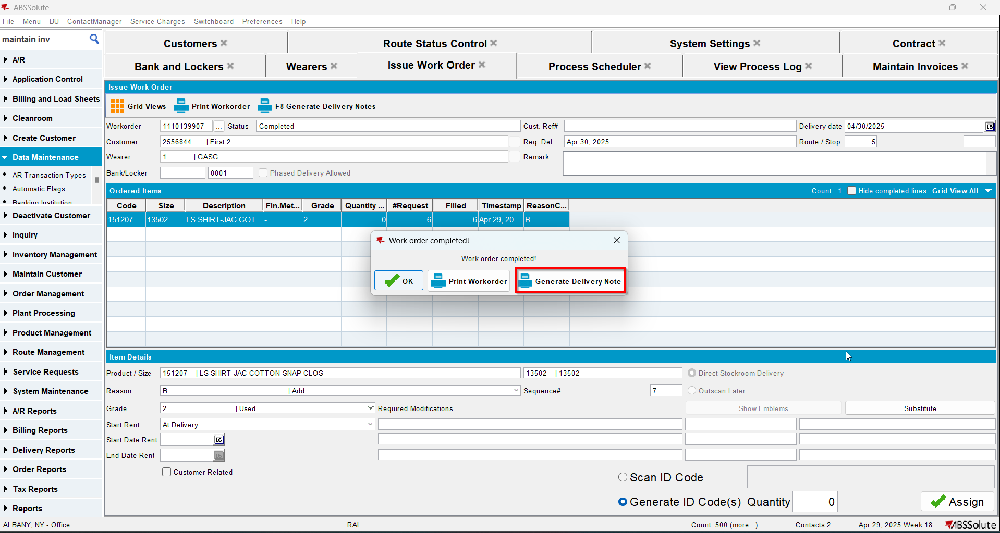 ABSSolute
File Menu BU ContactManager Service Charges Switchboard Preferences Help
maintain inv
A/R
Application Control
Billing and Load Sheets
Cleanroom
Create Customer
Data Maintenance
AR Transaction Types
Automatic Flags
Banking Institution
Deactivate Customer
Inquiry
Inventory Management
Maintain Customer
Order Management
Plant Processing
Product Management
Route Management
Service Requests
System Maintenance
A/R Reports
Billing Reports
Delivery Reports
Order Reports
Tax Reports
Reports
Customers Route Status Control System Settings Contract
Bank and Lockers Wearers Issue Work Order Process Scheduler View Process Log Maintain Invoices
Issue Work Order
Grid Views Print Workorder F8 Generate Delivery Notes
Workorder 1110139907 ... Status Completed Cust. Ref# Delivery date 04/30/2025 16
Customer 2556844 | First 2 ... Req. Del. Apr 30, 2025 Route / Stop 5
Wearer 1 | GASG ... Remark
Bank/Locker 0001 Phased Delivery Allowed
Ordered Items Count : 1 Hide completed lines Grid View All
Code Size Description Fin.Met... Grade Quantity ... #Request Filled Timestamp ReasonC...
151207 13502 LS SHIRT-JAC COT... - 2 0 6 6 Apr 29, 20... B
Work order completed!
Work order completed!
OK Print Workorder Generate Delivery Note
Item Details
Product / Size 151207 | LS SHIRT-JAC COTTON-SNAP CLOS- 13502 | 13502 Direct Stockroom Delivery
Reason B | Add Sequence# 7 Outscan Later
Grade 2 | Used Required Modifications Show Emblems Substitute
Start Rent At Delivery
Start Date Rent 16
End Date Rent 16
Customer Related
Scan ID Code
Generate ID Code(s) Quantity 0 Assign
ALBANY, NY - Office RAL Count: 500 (more...) Contacts 2 Apr 29, 2025 Week 18 ABSSolute